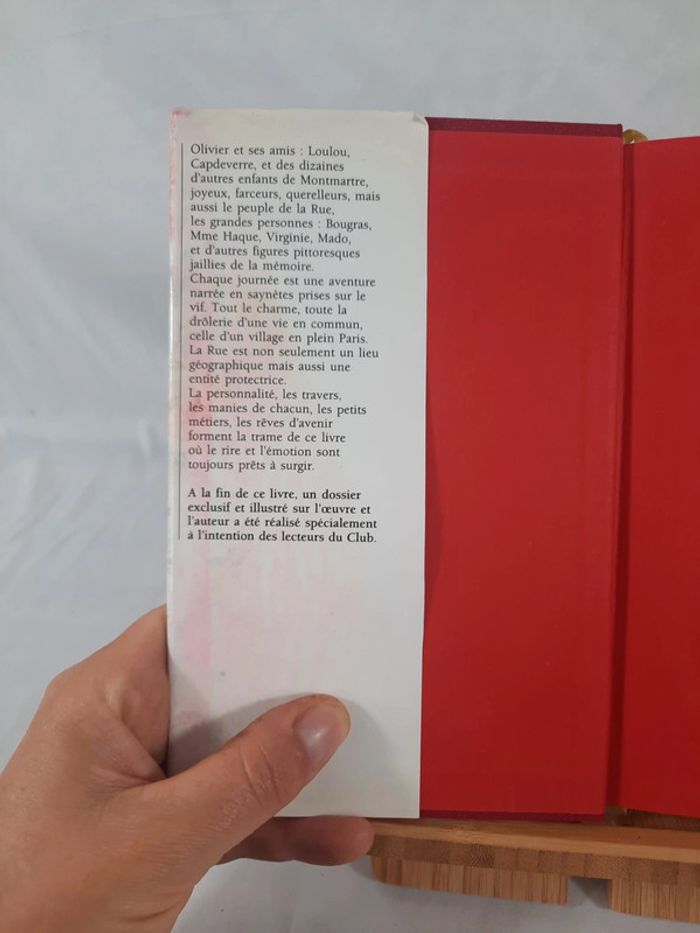 Olivier et ses amis : Loulou,
Capdeverre, et des dizaines
d'autres enfants de Montmartre,
joyeux, farceurs, querelleurs, mais
aussi le peuple de la Rue,
les grandes personnes : Bougras,
Mme Haque, Virginie, Mado,
et d'autres figures pittoresques
jaillies de la mémoire.
Chaque journée est une aventure
narrée en saynètes prises sur le
vif. Tout le charme, toute la
drôlerie d'une vie en commun,
celle d'un village en plein Paris.
La Rue est non seulement un lieu
géographique mais aussi une
entité protectrice.
La personnalité, les travers,
les manies de chacun, les petits
métiers, les rêves d'avenir
forment la trame de ce livre
où le rire et l'émotion sont
toujours prêts à surgir.
A la fin de ce livre, un dossier
exclusif et illustré sur l'œuvre et
l'auteur a été réalisé spécialement
à l'intention des lecteurs du Club.